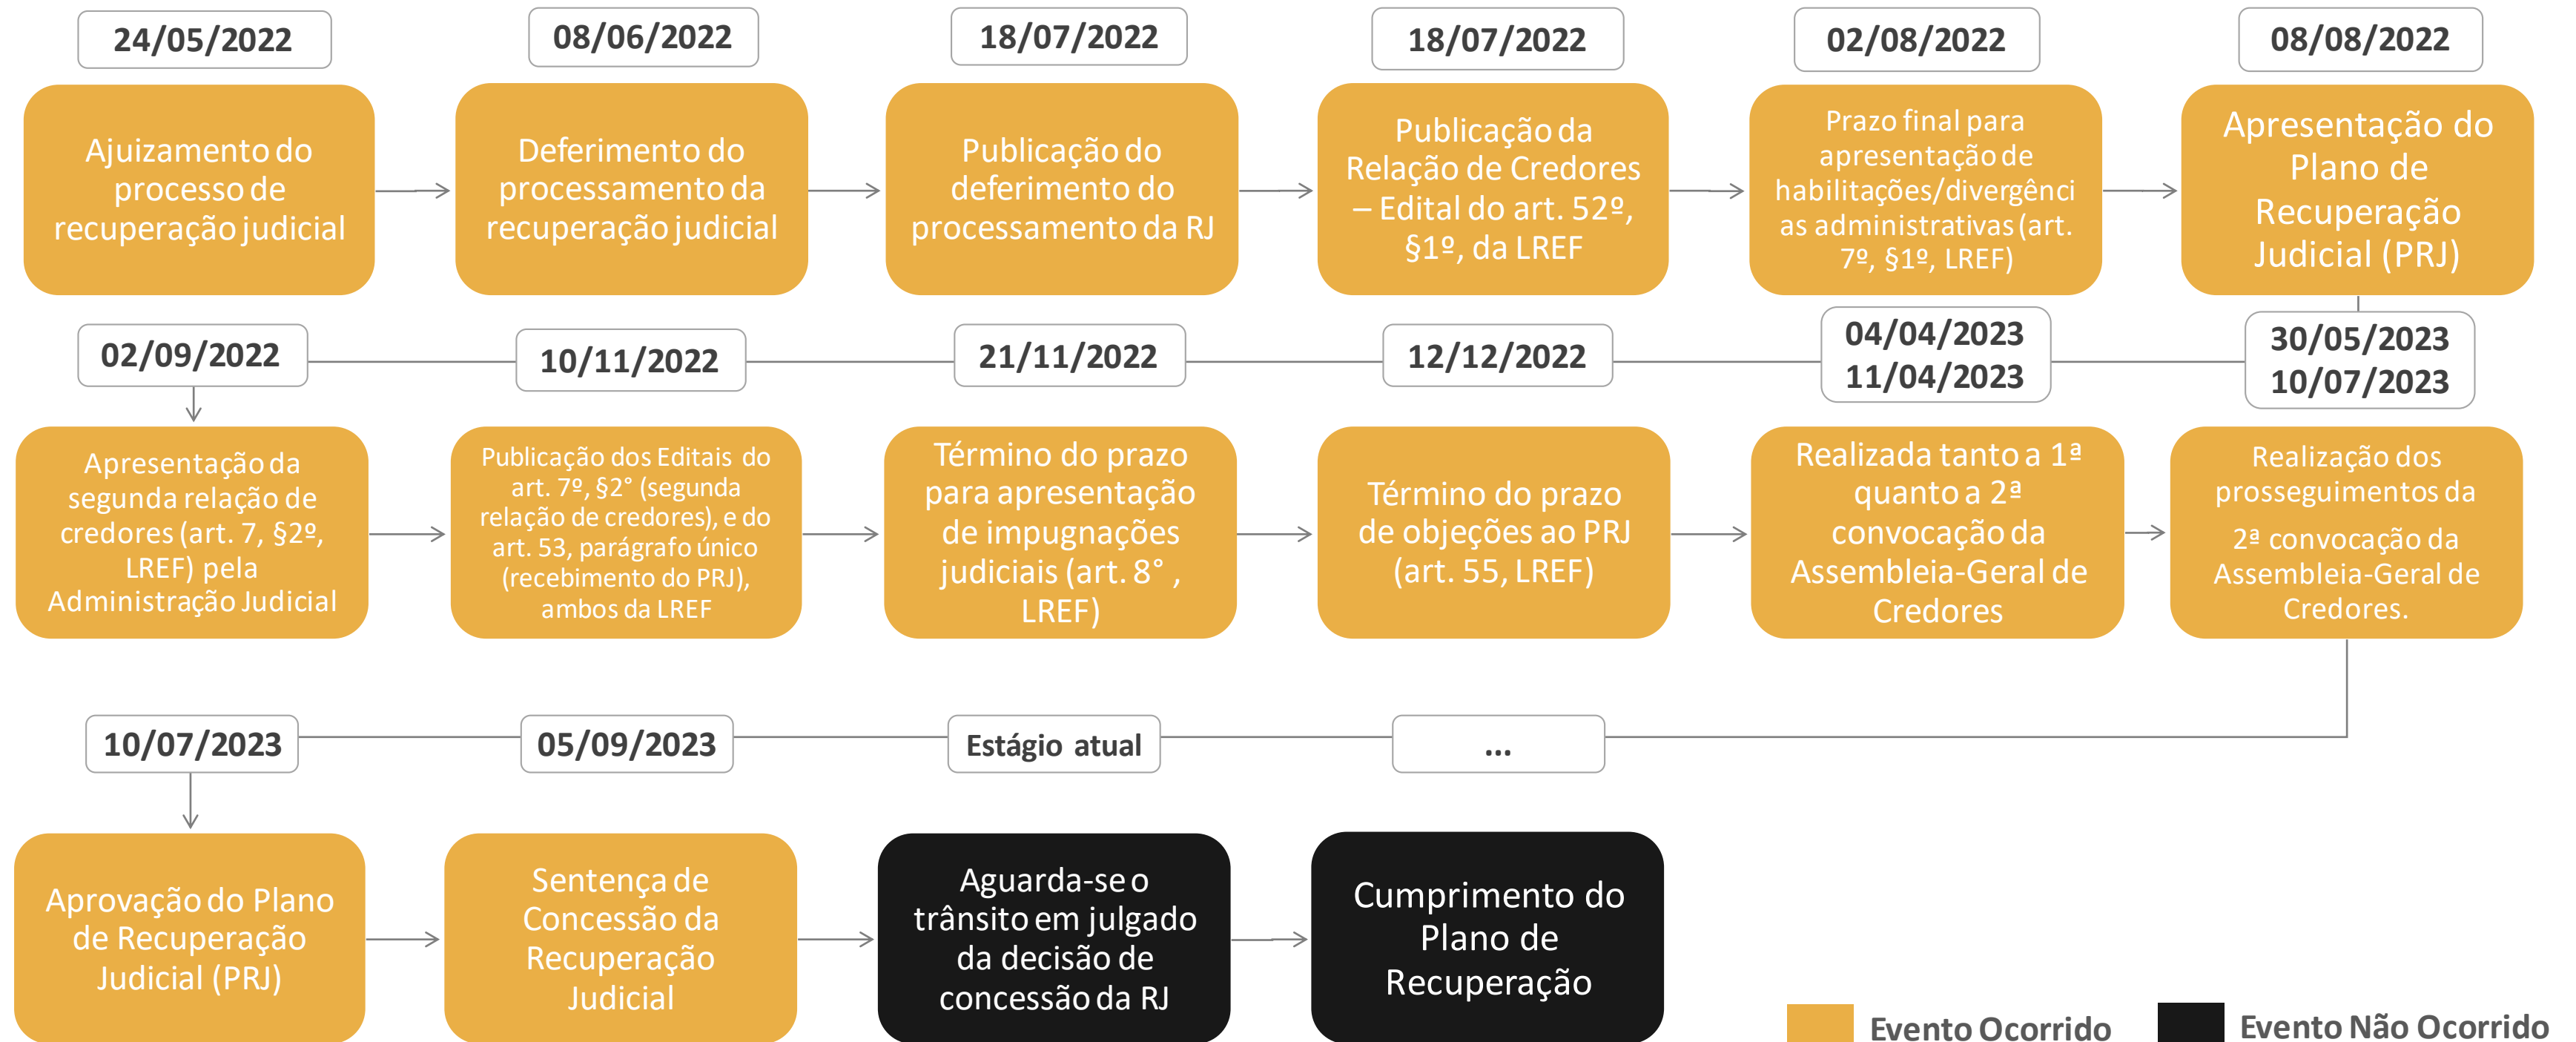 24/05/2022
Ajuizamento do
processo de
recuperação judicial
08/06/2022
Deferimento do
processamento da
recuperação judicial
18/07/2022
Publicação do
deferimento do
processamento da RJ
18/07/2022
Publicação da
Relação de Credores
– Edital do art. 52º,
§1º, da LREF
02/08/2022
Prazo final para
apresentação de
habilitações/divergênci
as administrativas (art.
7º, §1º, LREF)
08/08/2022
Apresentação do
Plano de
Recuperação
Judicial (PRJ)
02/09/2022
Apresentação da
segunda relação de
credores (art. 7, §2º,
LREF) pela
Administração Judicial
10/11/2022
Publicação dos Editais do
art. 7º, §2° (segunda
relação de credores), e do
art. 53, parágrafo único
(recebimento do PRJ),
ambos da LREF
21/11/2022
Término do prazo
para apresentação
de impugnações
judiciais (art. 8° ,
LREF)
12/12/2022
Término do prazo
de objeções ao PRJ
(art. 55, LREF)
04/04/2023
11/04/2023
Realizada tanto a 1ª
quanto a 2ª
convocação da
Assembleia-Geral de
Credores
30/05/2023
10/07/2023
Realização dos
prosseguimentos da
2ª convocação da
Assembleia-Geral de
Credores.
10/07/2023
Aprovação do Plano
de Recuperação
Judicial (PRJ)
05/09/2023
Sentença de
Concessão da
Recuperação
Judicial
Estágio atual
Aguarda-se o
trânsito em julgado
da decisão de
concessão da RJ
...
Cumprimento do
Plano de
Recuperação
Evento Ocorrido
Evento Não Ocorrido